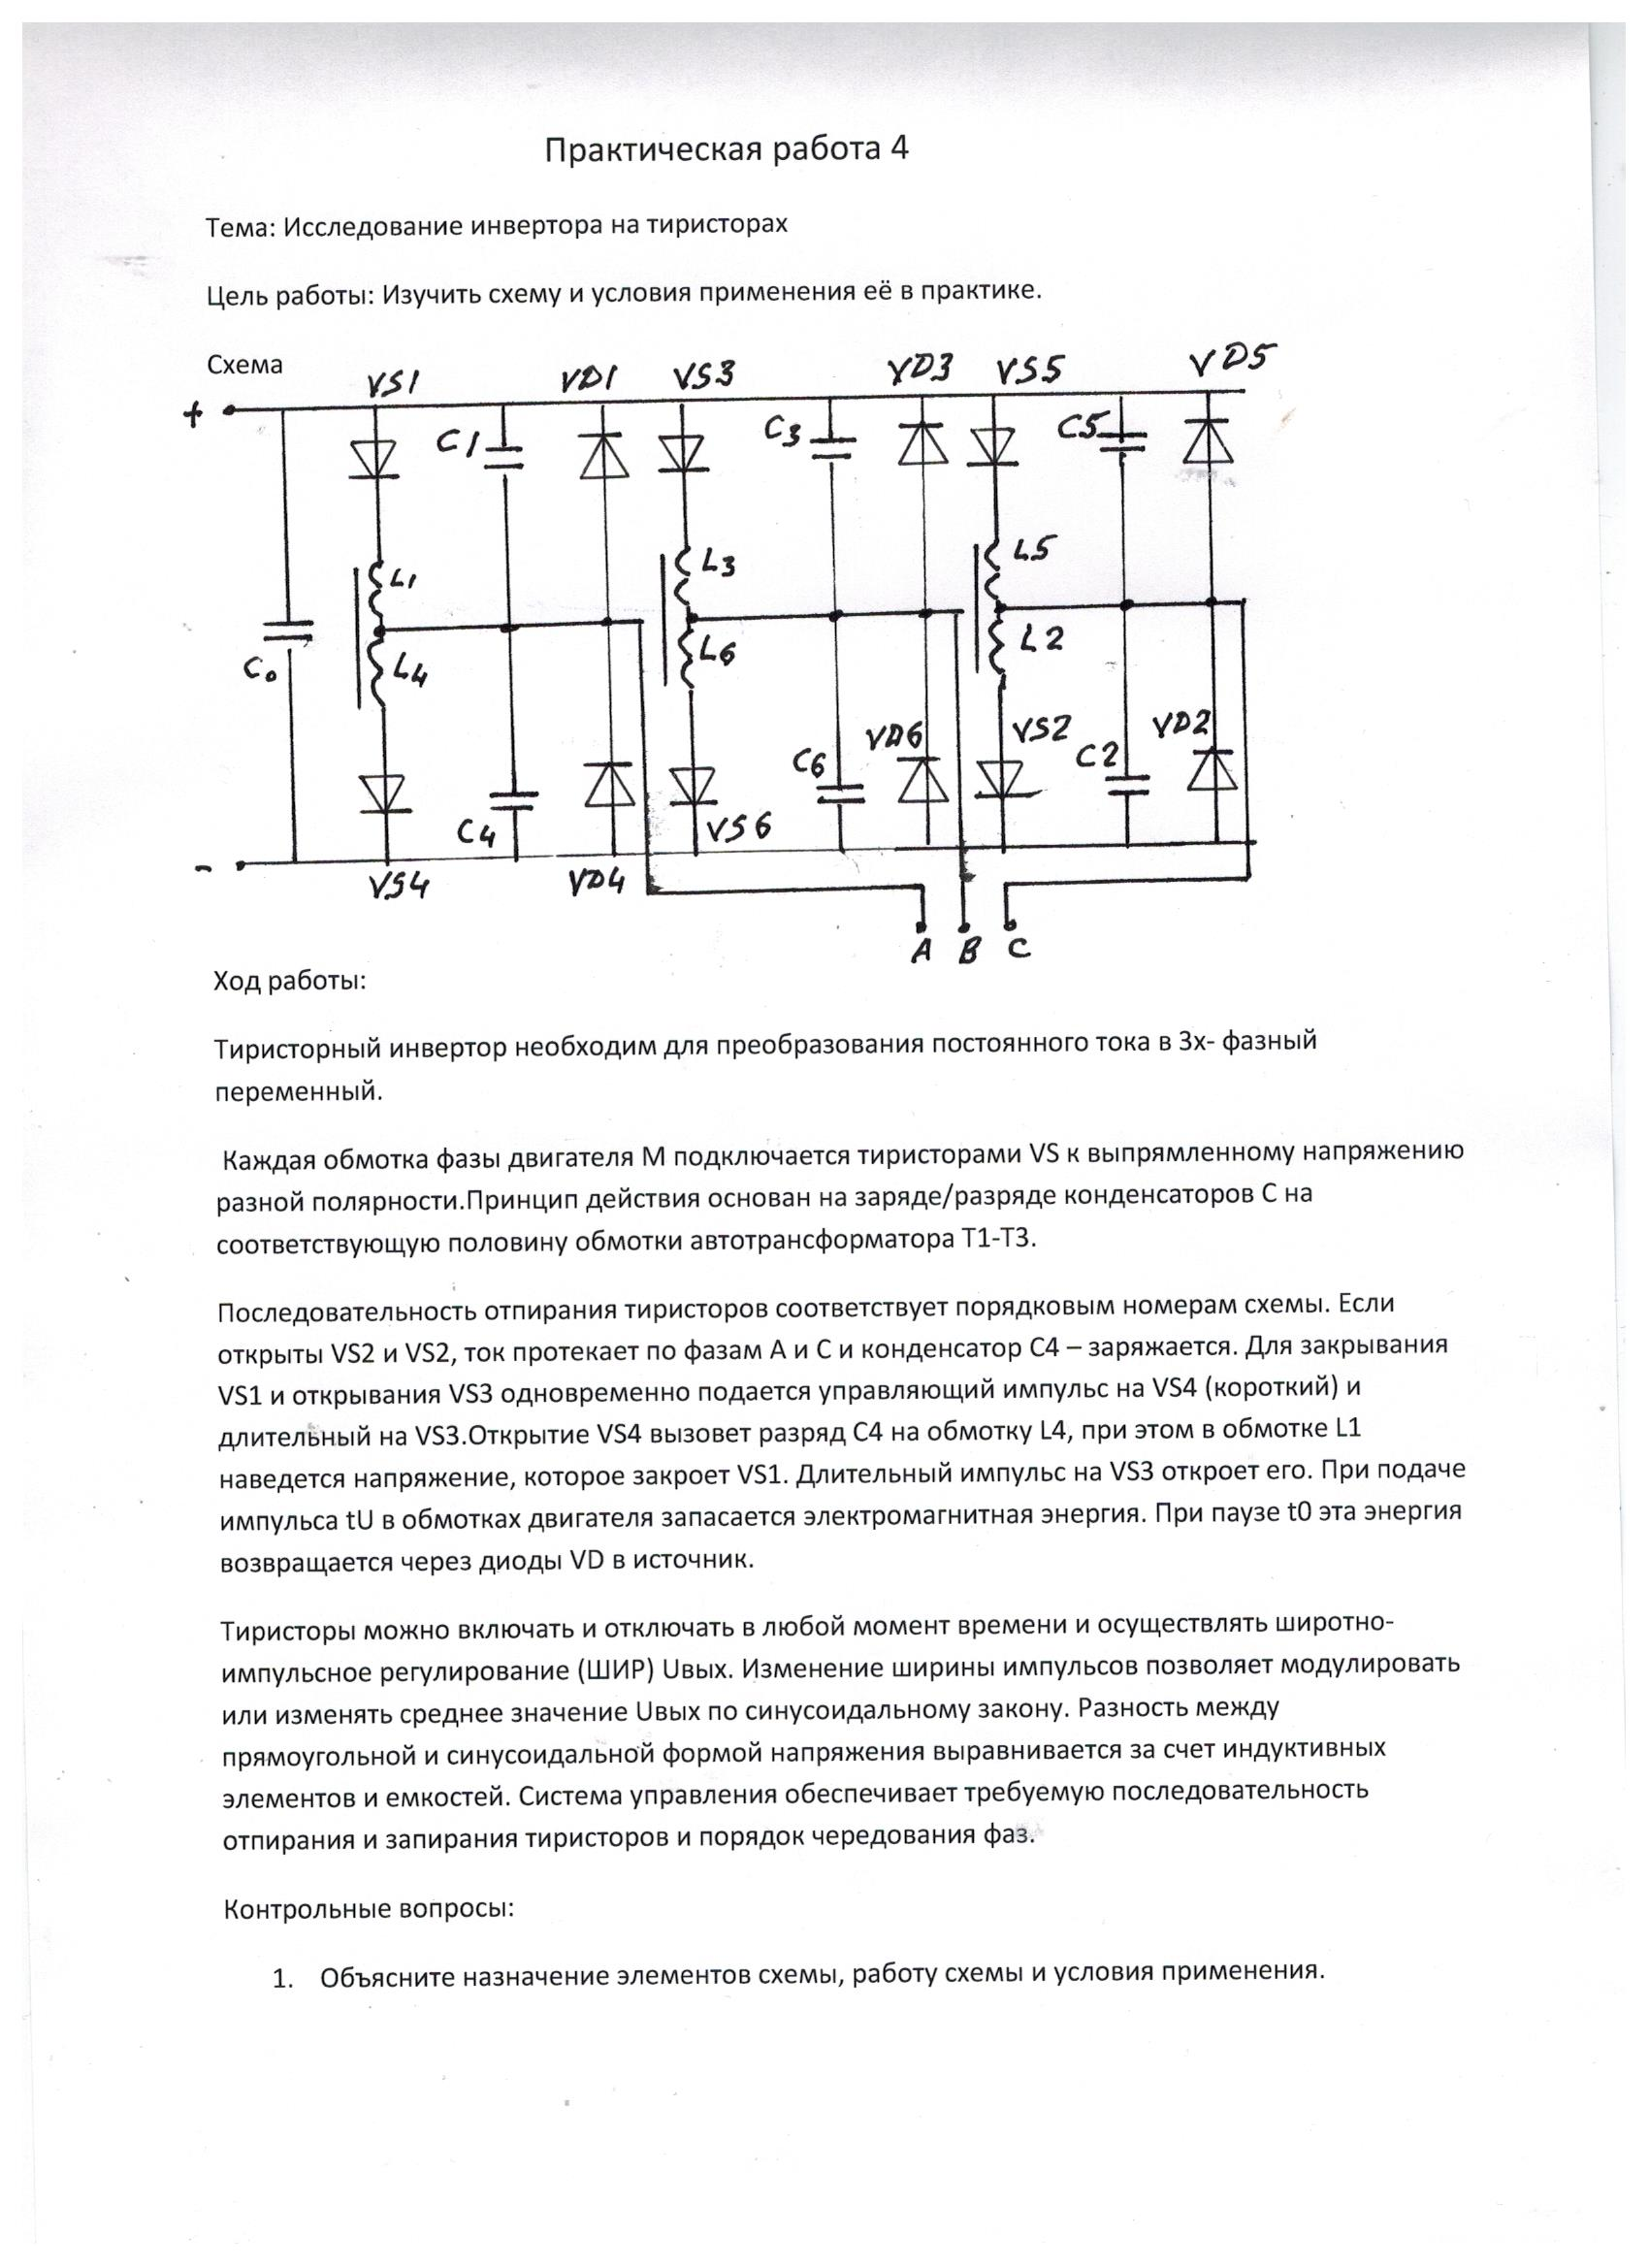 Практическая работа 4
Тема: Исследование инвертора на тиристорах
Цель работы: Изучить схему и условия применения её в практике.
Схема
VS1 VD1 VS3 VD3 VS5 VD5
+
C1 C3 C5
L1 L3 L5
C0 L4 L6 L2
VD6 VS2 C2 VD2
C6
C4 VS6
-
VS4 VD4
A B C
Ход работы:
Тиристорный инвертор необходим для преобразования постоянного тока в 3х- фазный
переменный.
Каждая обмотка фазы двигателя М подключается тиристорами VS к выпрямленному напряжению
разной полярности.Принцип действия основан на заряде/разряде конденсаторов С на
соответствующую половину обмотки автотрансформатора Т1-Т3.
Последовательность отпирания тиристоров соответствует порядковым номерам схемы. Если
открыты VS2 и VS2, ток протекает по фазам А и С и конденсатор С4 – заряжается. Для закрывания
VS1 и открывания VS3 одновременно подается управляющий импульс на VS4 (короткий) и
длительный на VS3.Открытие VS4 вызовет разряд С4 на обмотку L4, при этом в обмотке L1
наведется напряжение, которое закроет VS1. Длительный импульс на VS3 откроет его. При подаче
импульса tU в обмотках двигателя запасается электромагнитная энергия. При паузе t0 эта энергия
возвращается через диоды VD в источник.
Тиристоры можно включать и отключать в любой момент времени и осуществлять широтно-
импульсное регулирование (ШИР) Uвых. Изменение ширины импульсов позволяет модулировать
или изменять среднее значение Uвых по синусоидальному закону. Разность между
прямоугольной и синусоидальной формой напряжения выравнивается за счет индуктивных
элементов и емкостей. Система управления обеспечивает требуемую последовательность
отпирания и запирания тиристоров и порядок чередования фаз.
Контрольные вопросы:
1. Объясните назначение элементов схемы, работу схемы и условия применения.